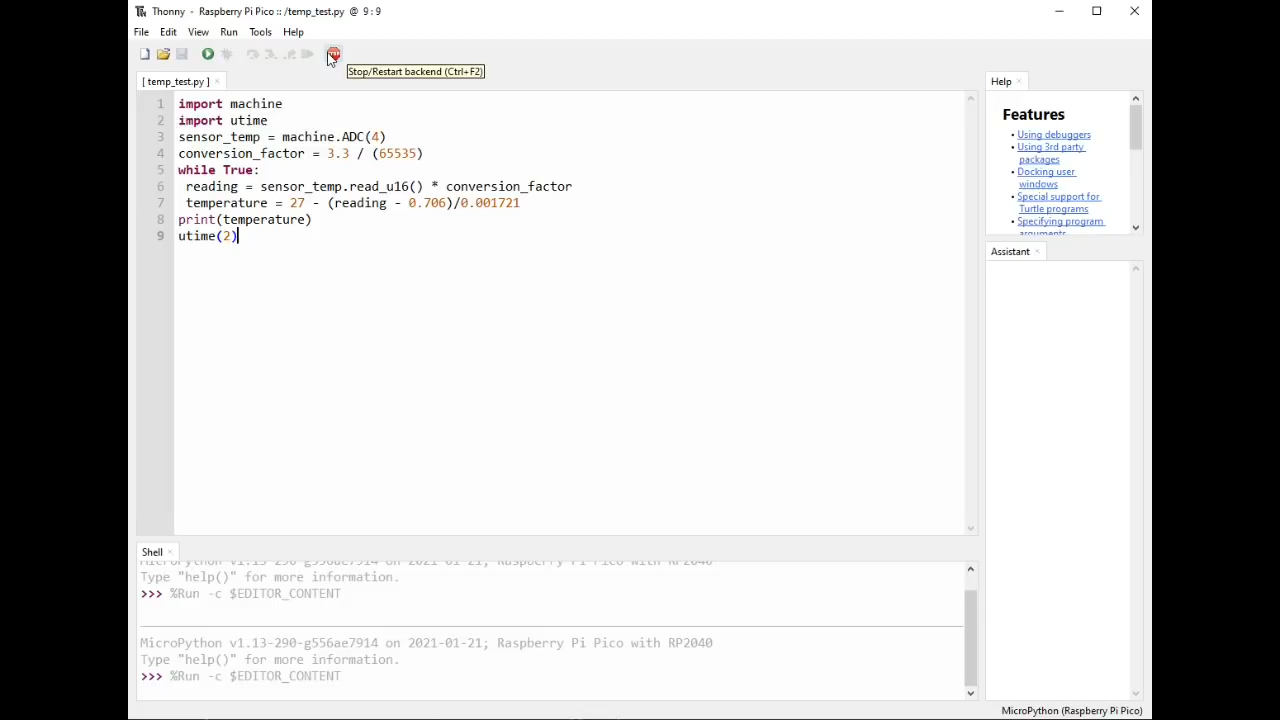 Thonny - Raspberry Pi Pico :: /temp_test.py @ 9 : 9
File Edit View Run Tools Help
Stop/Restart backend (Ctrl+F2)
[ temp_test.py ] ×
1 import machine
2 import utime
3 sensor_temp = machine.ADC(4)
4 conversion_factor = 3.3 / (65535)
5 while True:
6  reading = sensor_temp.read_u16() * conversion_factor
7  temperature = 27 - (reading - 0.706)/0.001721
8 print(temperature)
9 utime(2)
Help ×
Features
• Using debuggers
• Using 3rd party
packages
• Docking user
windows
• Special support for
Turtle programs
• Specifying program
arguments
Assistant ×
Shell ×
MicroPython v1.13-290-g556ae7914 on 2021-01-21; Raspberry Pi Pico with RP2040
Type "help()" for more information.
>>> %Run -c $EDITOR_CONTENT
MicroPython v1.13-290-g556ae7914 on 2021-01-21; Raspberry Pi Pico with RP2040
Type "help()" for more information.
>>> %Run -c $EDITOR_CONTENT
MicroPython (Raspberry Pi Pico)